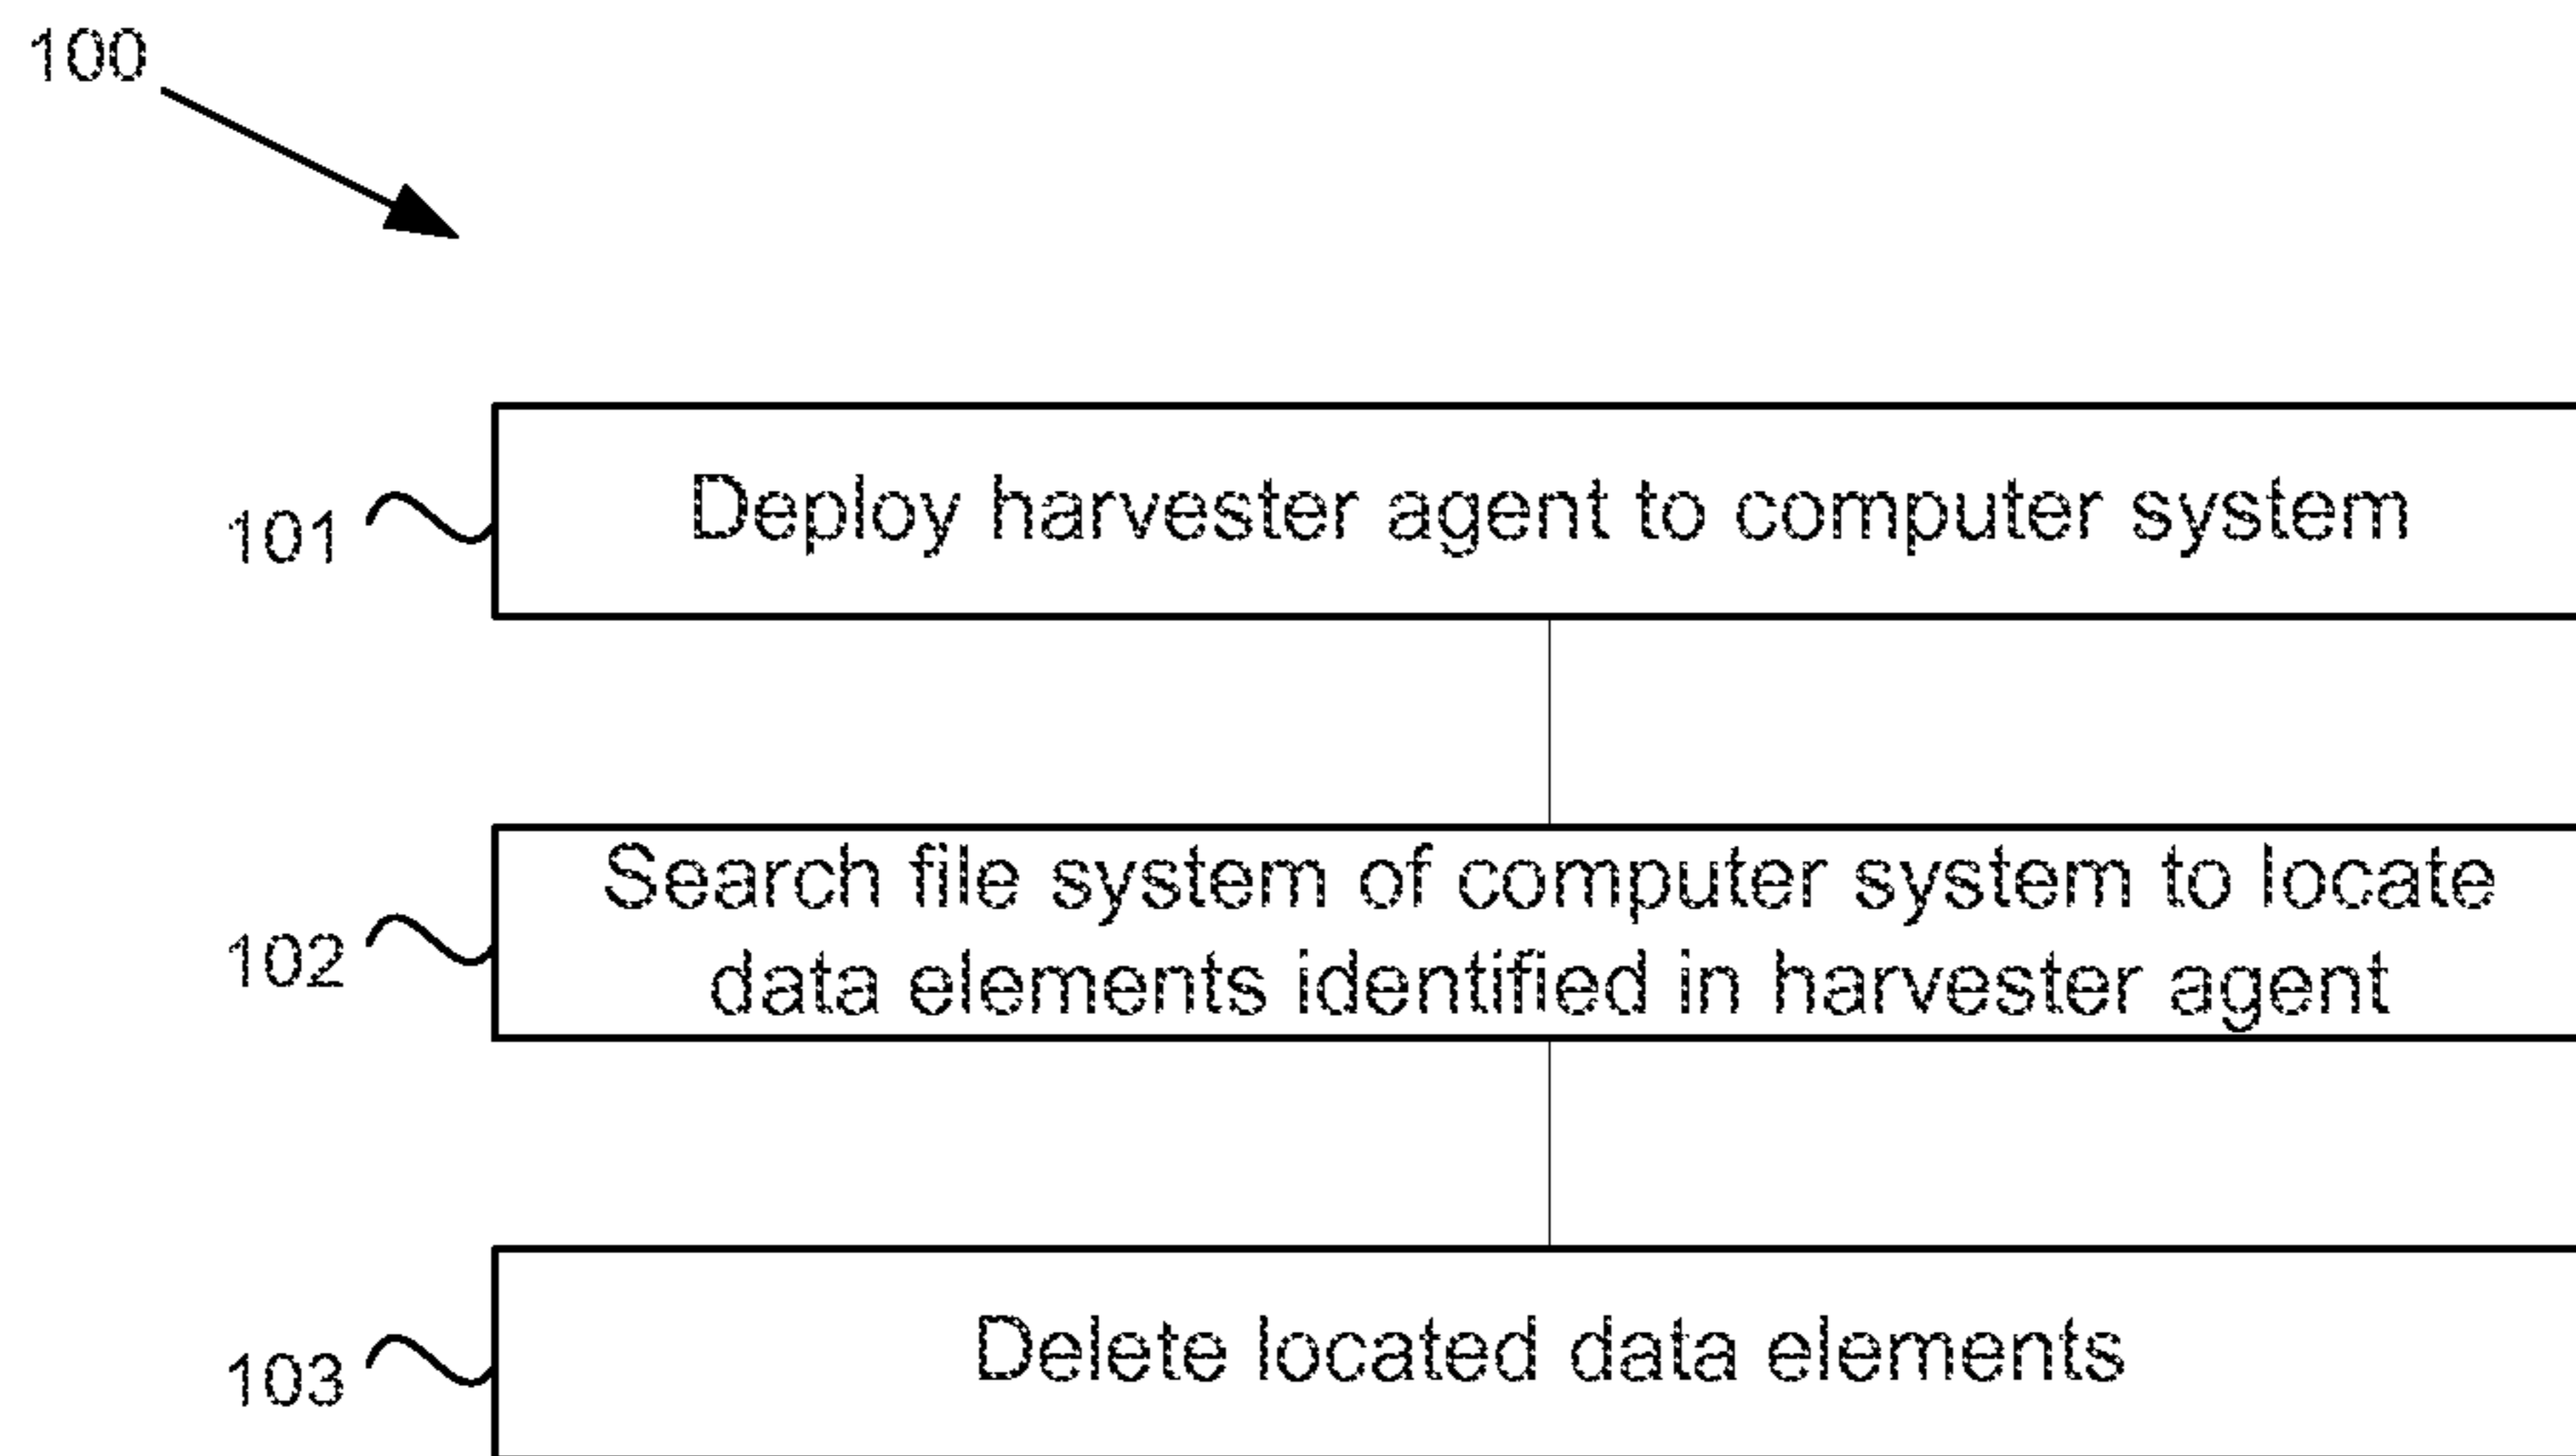 100
101
Deploy harvester agent to computer system
102
Search file system of computer system to locate
data elements identified in harvester agent
103
Delete located data elements